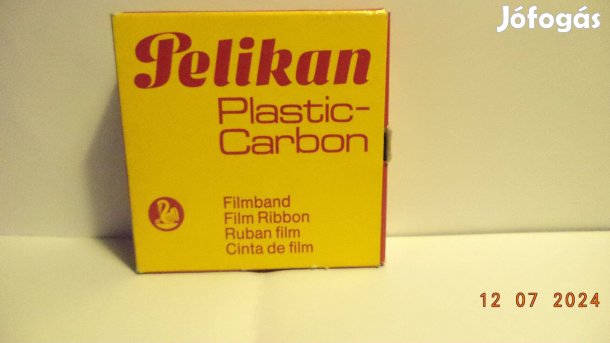 Jófogás
Pelikan
Plastic-
Carbon
Filmband
Film Ribbon
Ruban film
Cinta de film
12 07 2024